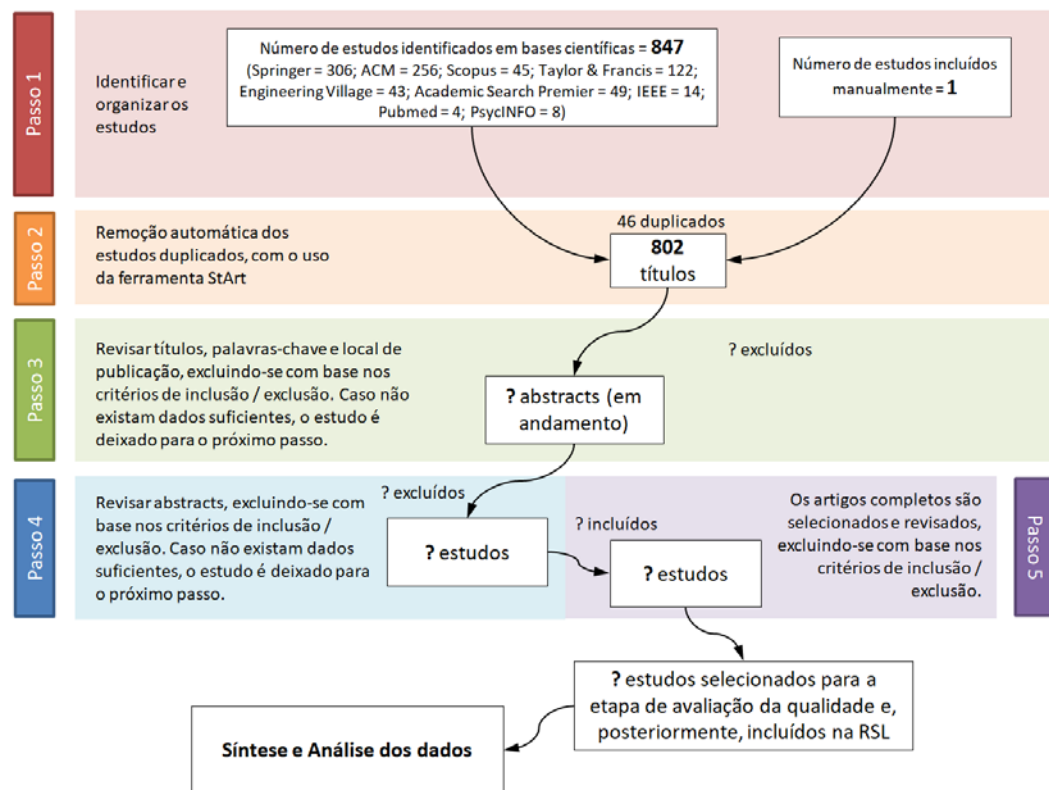 Passo 1
Identificar e
organizar os
estudos
Número de estudos identificados em bases científicas = 847
(Springer = 306; ACM = 256; Scopus = 45; Taylor & Francis = 122;
Engineering Village = 43; Academic Search Premier = 49; IEEE = 14;
Pubmed = 4; PsycINFO = 8)
Número de estudos incluídos
manualmente = 1
Passo 2
Remoção automática dos
estudos duplicados, com o uso
da ferramenta StArt
46 duplicados
802
títulos
Passo 3
Revisar títulos, palavras-chave e local de
publicação, excluindo-se com base nos
critérios de inclusão / exclusão. Caso não
existam dados suficientes, o estudo é
deixado para o próximo passo.
? excluídos
? abstracts (em
andamento)
Passo 4
Revisar abstracts, excluindo-se com
base nos critérios de inclusão /
exclusão. Caso não existam dados
suficientes, o estudo é deixado para
o próximo passo.
? excluídos
? estudos
? incluídos
? estudos
Os artigos completos são
selecionados e revisados,
excluindo-se com base nos
critérios de inclusão /
exclusão.
Passo 5
? estudos selecionados para a
etapa de avaliação da qualidade e,
posteriormente, incluídos na RSL
Síntese e Análise dos dados